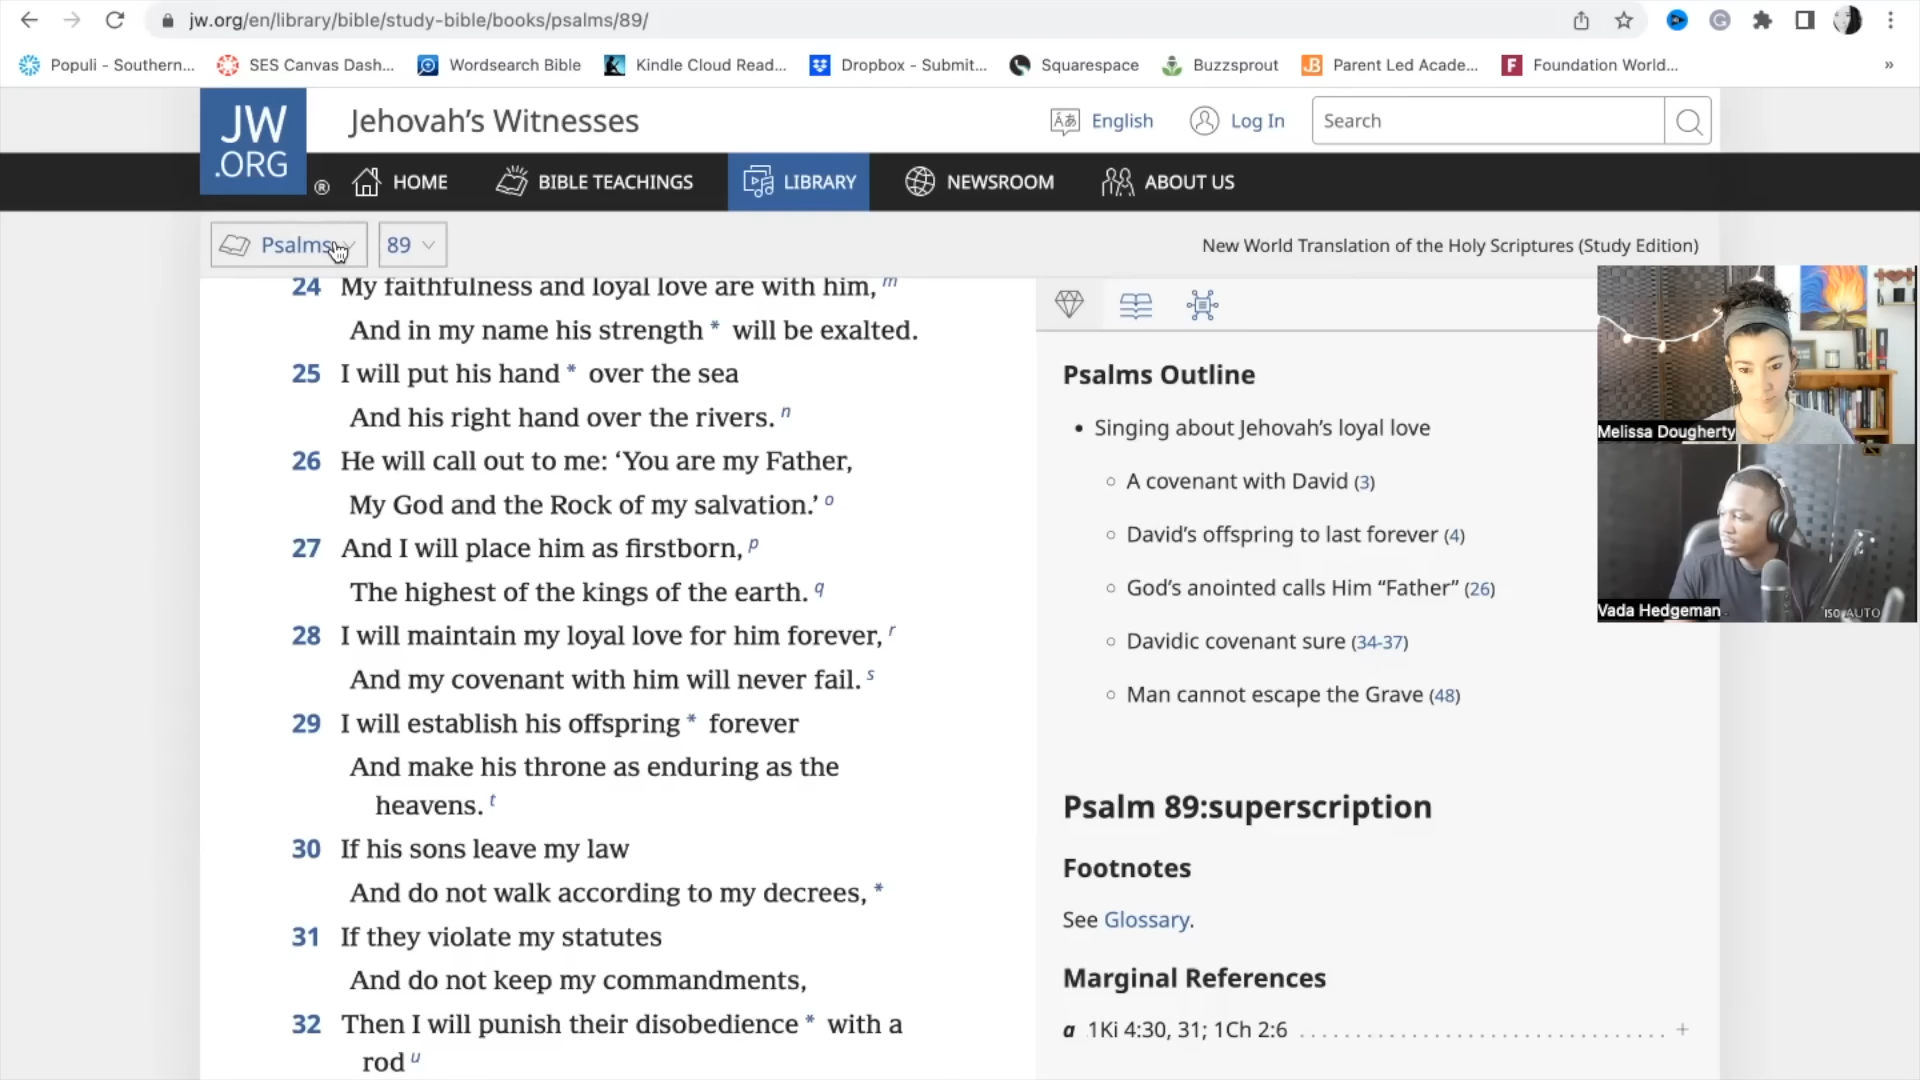 jw.org/en/library/bible/study-bible/books/psalms/89/
Populi - Southern... SES Canvas Dash... Wordsearch Bible Kindle Cloud Read... Dropbox - Submit... Squarespace Buzzsprout Parent Led Acade... Foundation World... »
JW
.ORG
®
Jehovah's Witnesses
English Log In Search
HOME BIBLE TEACHINGS LIBRARY NEWSROOM ABOUT US
Psalms 89 New World Translation of the Holy Scriptures (Study Edition)
24 My faithfulness and loyal love are with him, m
And in my name his strength * will be exalted.
25 I will put his hand * over the sea
And his right hand over the rivers. n
26 He will call out to me: ‘You are my Father,
My God and the Rock of my salvation.’ o
27 And I will place him as firstborn, p
The highest of the kings of the earth. q
28 I will maintain my loyal love for him forever, r
And my covenant with him will never fail. s
29 I will establish his offspring * forever
And make his throne as enduring as the
heavens. t
30 If his sons leave my law
And do not walk according to my decrees, *
31 If they violate my statutes
And do not keep my commandments,
32 Then I will punish their disobedience * with a
rod u
Psalms Outline
• Singing about Jehovah's loyal love
○ A covenant with David (3)
○ David's offspring to last forever (4)
○ God's anointed calls Him “Father” (26)
○ Davidic covenant sure (34-37)
○ Man cannot escape the Grave (48)
Psalm 89:superscription
Footnotes
See Glossary.
Marginal References
a 1Ki 4:30, 31; 1Ch 2:6 +
Melissa Dougherty
Vada Hedgeman
ISO AUTO